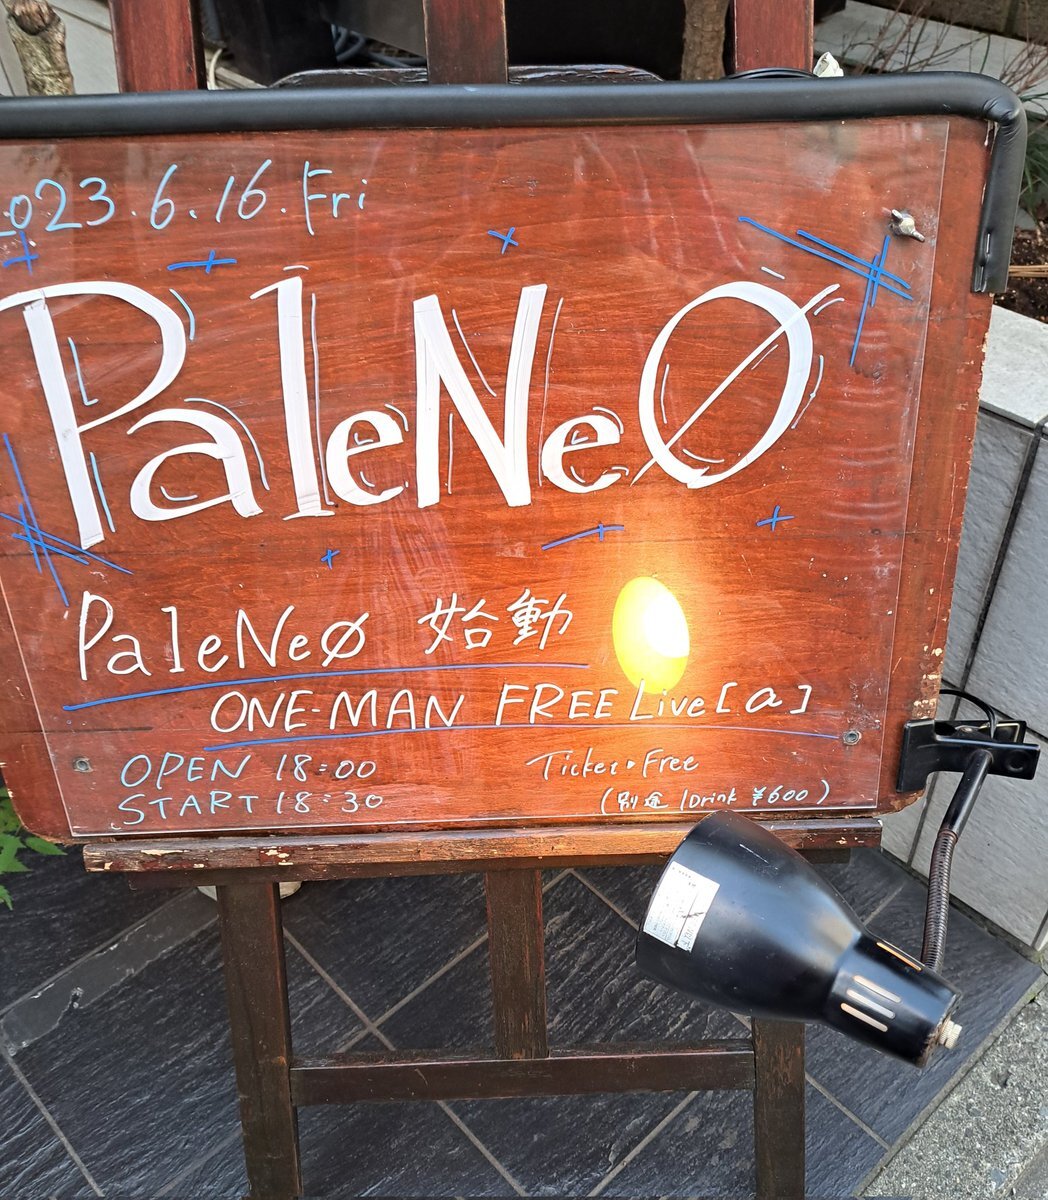 2023.6.16.Fri
PaleNeØ
PaleNeØ 始動
ONE-MAN FREE Live [a]
OPEN 18:00
START 18:30
Ticket・Free
(別途 1Drink ¥600)